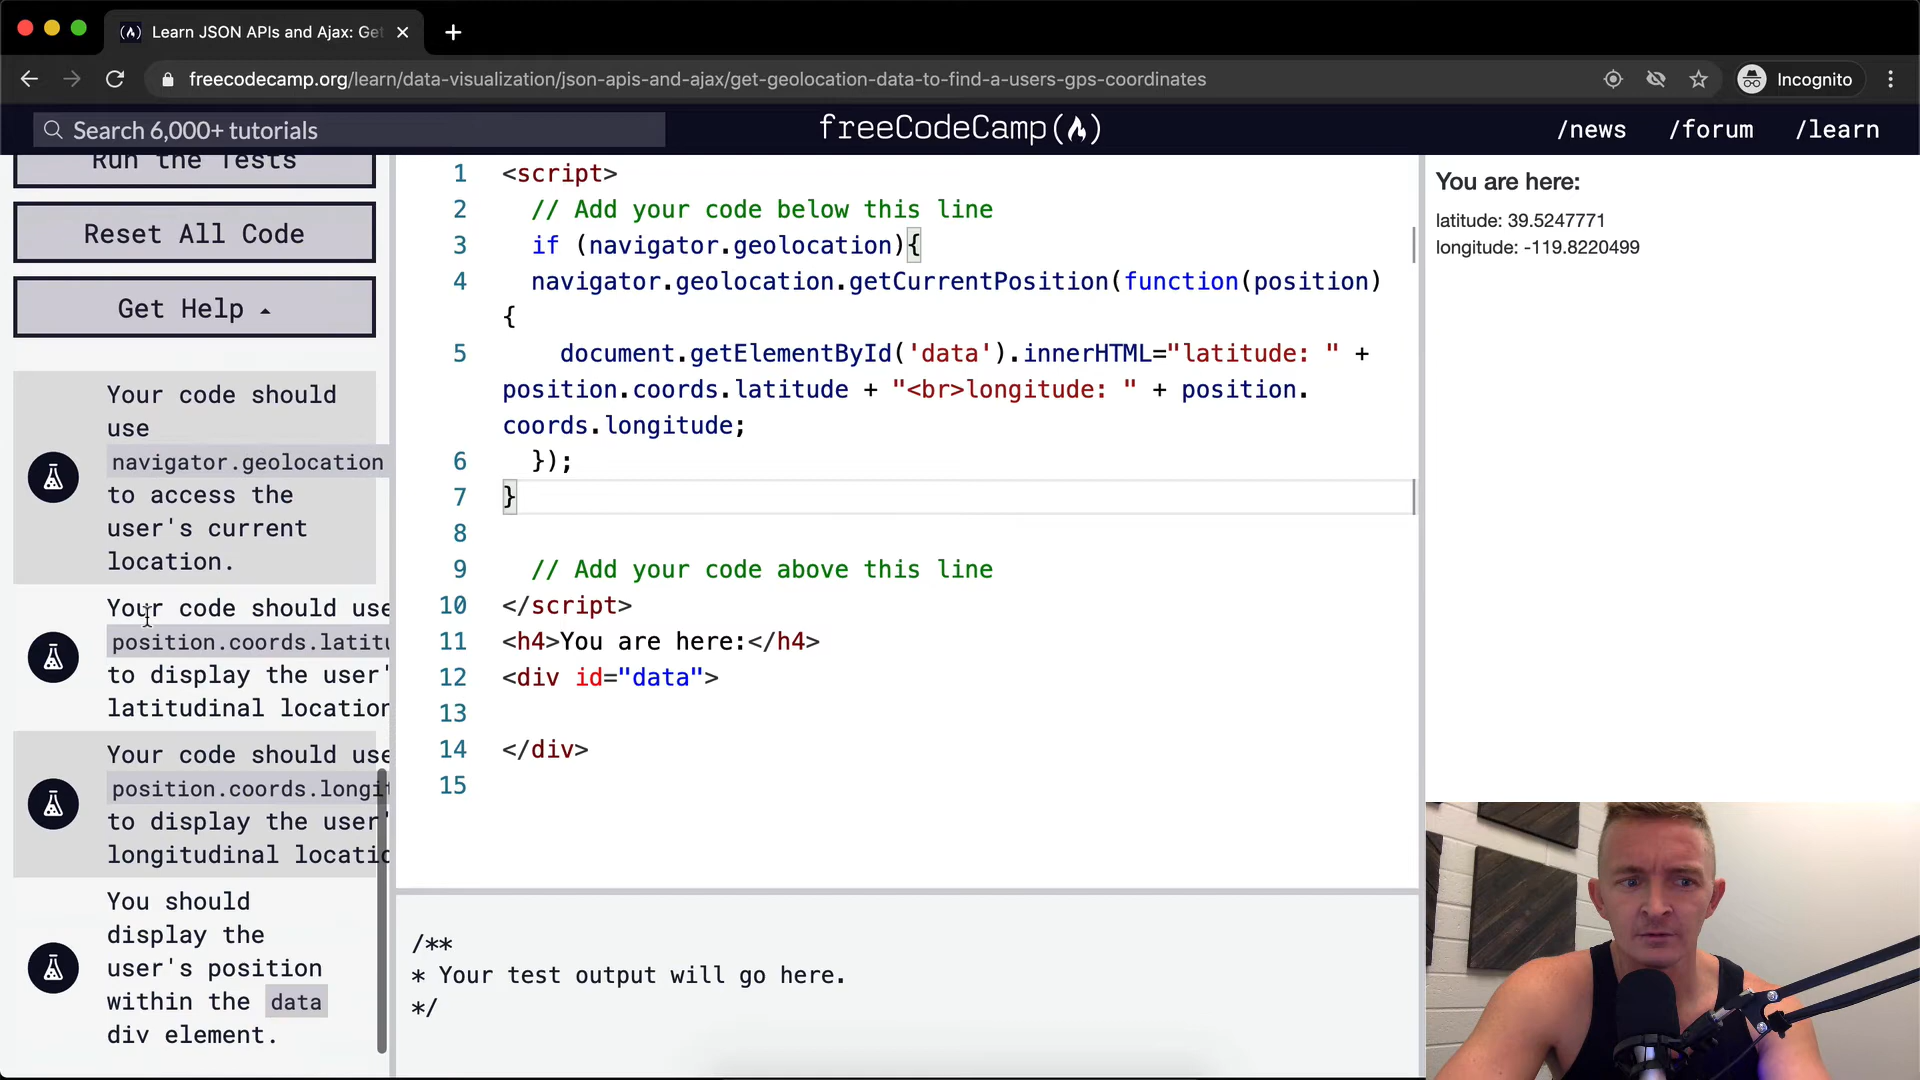 Learn JSON APIs and Ajax: Get
freecodecamp.org/learn/data-visualization/json-apis-and-ajax/get-geolocation-data-to-find-a-users-gps-coordinates
Incognito
Search 6,000+ tutorials
freeCodeCamp
/news
/forum
/learn
Run the Tests
Reset All Code
Get Help
Your code should
use
navigator.geolocation
to access the
user's current
location.
Your code should use
position.coords.latitu
to display the user'
latitudinal location
Your code should use
position.coords.longit
to display the user'
longitudinal locatio
You should
display the
user's position
within the data
div element.
1 <script>
2 // Add your code below this line
3 if (navigator.geolocation){
4 navigator.geolocation.getCurrentPosition(function(position)
{
5 document.getElementById('data').innerHTML="latitude: " +
position.coords.latitude + "<br>longitude: " + position.
coords.longitude;
6 });
7 }
8
9 // Add your code above this line
10 </script>
11 <h4>You are here:</h4>
12 <div id="data">
13
14 </div>
15
/**
* Your test output will go here.
*/
You are here:
latitude: 39.5247771
longitude: -119.8220499